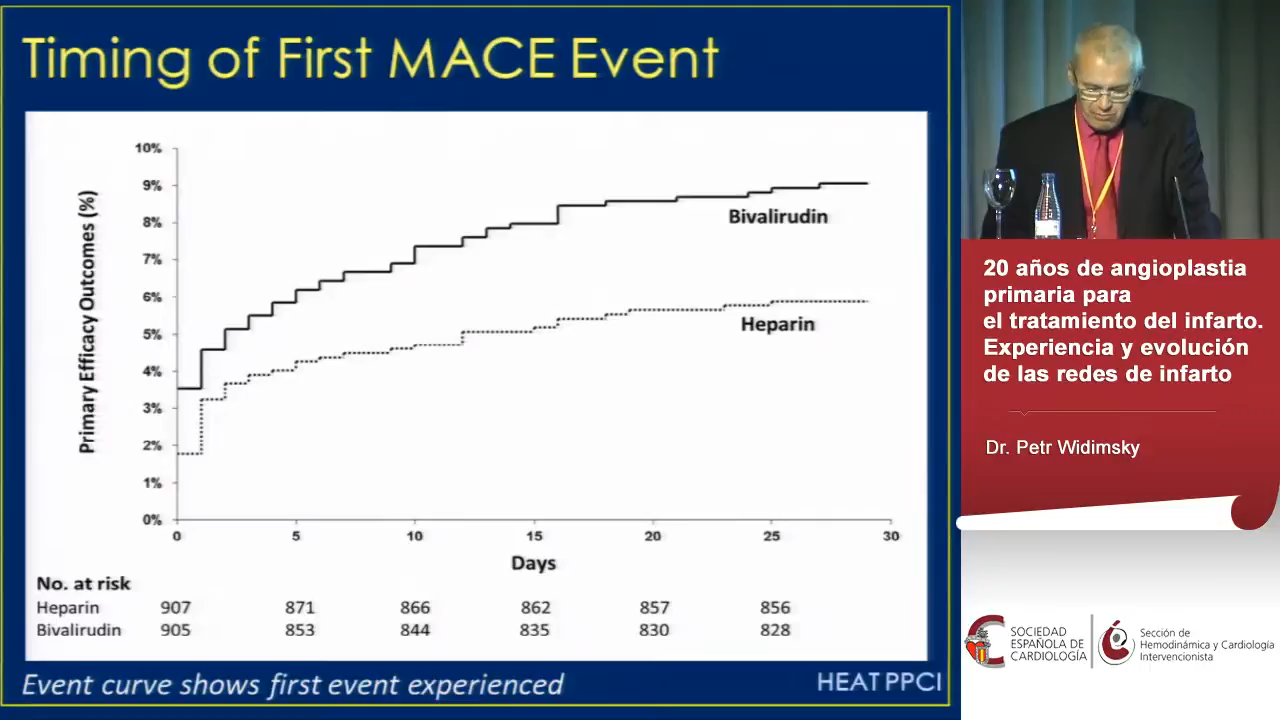 Timing of First MACE Event
10%
9%
8%
7%
6%
5%
4%
3%
2%
1%
0%
Primary Efficacy Outcomes (%)
Bivalirudin
Heparin
0 5 10 15 20 25 30
Days
No. at risk
Heparin 907 871 866 862 857 856
Bivalirudin 905 853 844 835 830 828
Event curve shows first event experienced
HEAT PPCI
20 años de angioplastia
primaria para
el tratamiento del infarto.
Experiencia y evolución
de las redes de infarto
Dr. Petr Widimsky
SOCIEDAD
ESPAÑOLA DE
CARDIOLOGÍA
Sección de
Hemodinámica y Cardiología
Intervencionista